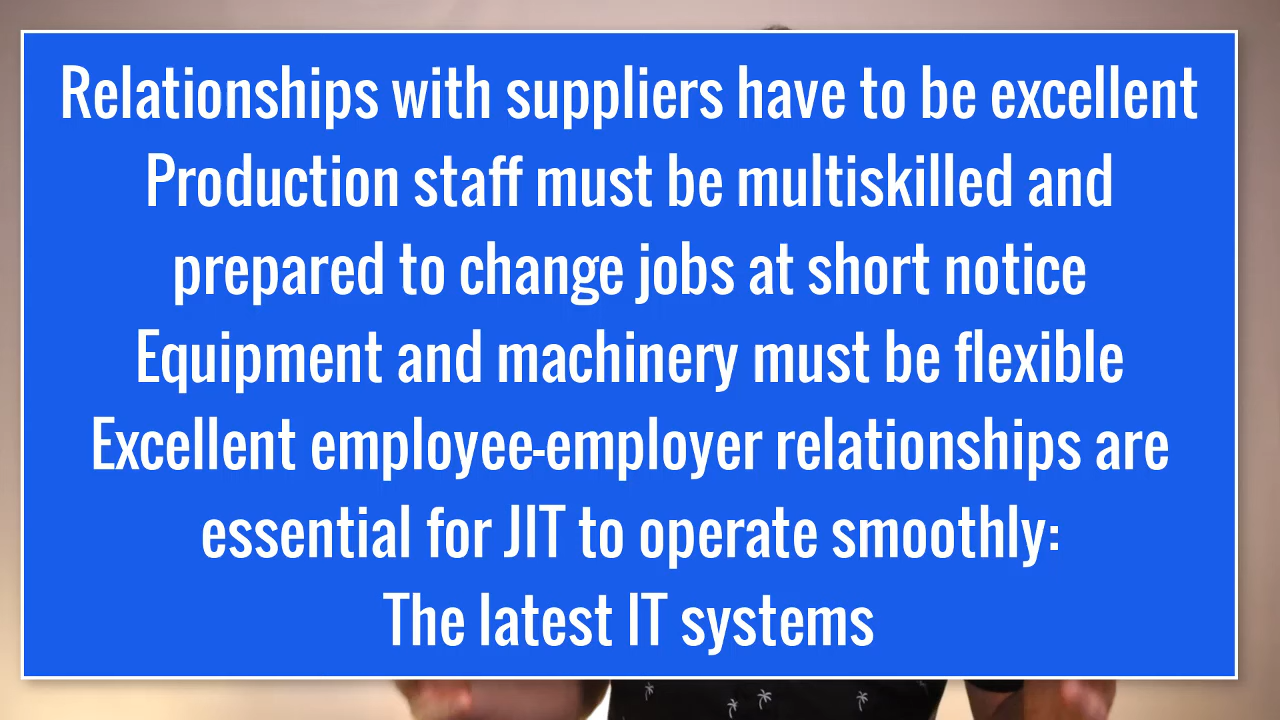 Relationships with suppliers have to be excellent
Production staff must be multiskilled and
prepared to change jobs at short notice
Equipment and machinery must be flexible
Excellent employee-employer relationships are
essential for JIT to operate smoothly:
The latest IT systems